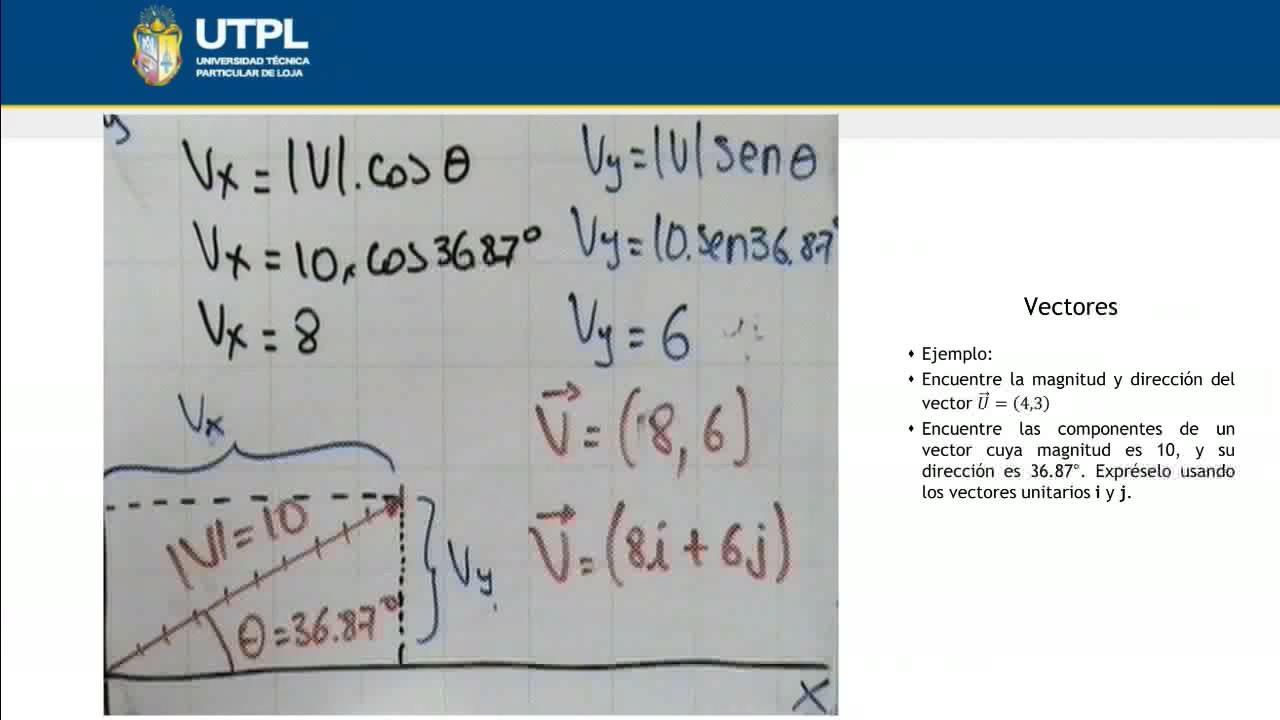 UTPL
UNIVERSIDAD TÉCNICA
PARTICULAR DE LOJA
y
Vx = |V|.cos θ
Vx = 10.cos 36.87°
Vx = 8
Vy = |V| sen θ
Vy = 10.sen 36.87°
Vy = 6
V⃗ = (8, 6)
V⃗ = (8i + 6j)
Vx
|V| = 10
θ = 36.87°
Vy
x
Vectores
Ejemplo:
Encuentre la magnitud y dirección del
vector U⃗ = (4,3)
Encuentre las componentes de un
vector cuya magnitud es 10, y su
dirección es 36.87°. Expréselo usando
los vectores unitarios i y j.